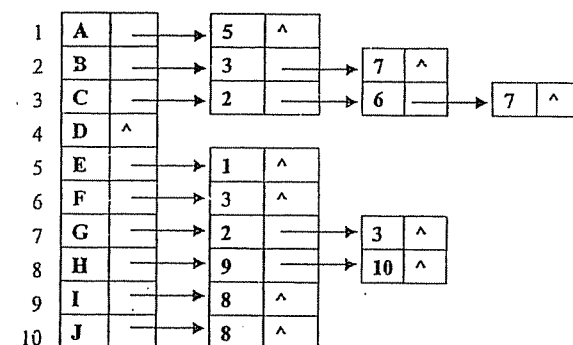 1 A 5 ^
2 B 3 7 ^
3 C 2 6 7 ^
4 D ^
5 E 1 ^
6 F 3 ^
7 G 2 3 ^
8 H 9 10 ^
9 I 8 ^
10 J 8 ^